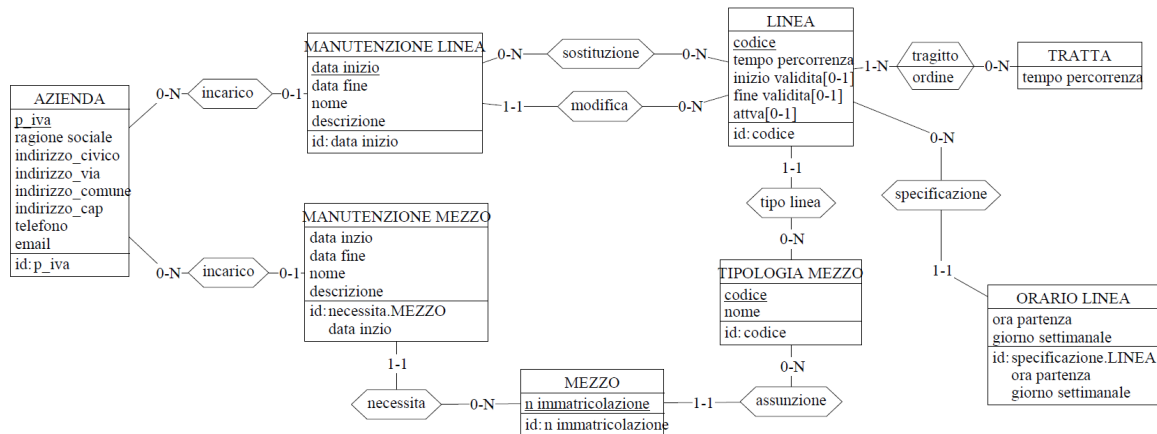 AZIENDA
p_iva
ragione sociale
indirizzo_civico
indirizzo_via
indirizzo_comune
indirizzo_cap
telefono
email
id: p_iva
0-N
incarico
0-1
MANUTENZIONE LINEA
data inizio
data fine
nome
descrizione
id: data inizio
0-N
sostituzione
0-N
1-1
modifica
0-N
LINEA
codice
tempo percorrenza
inizio validita[0-1]
fine validita[0-1]
attva[0-1]
id: codice
1-N
tragitto
ordine
0-N
TRATTA
tempo percorrenza
0-N
specificazione
1-1
ORARIO LINEA
ora partenza
giorno settimanale
id: specificazione.LINEA
ora partenza
giorno settimanale
1-1
tipo linea
0-N
TIPOLOGIA MEZZO
codice
nome
id: codice
0-N
assunzione
1-1
MEZZO
n immatricolazione
id: n immatricolazione
0-N
necessita
1-1
MANUTENZIONE MEZZO
data inzio
data fine
nome
descrizione
id: necessita.MEZZO
data inzio
0-N
incarico
0-1